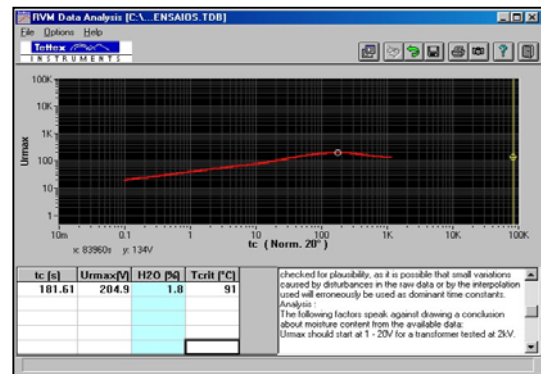 RVM Data Analysis [C:\...ENSAIOS.TDB]
File Options Help
Tettex
INSTRUMENTS
100K
10K
1K
100
10
1
Urmax
10m 0.1 1 10 100 1K 10K 100K
tc ( Norm. 20° )
x: 83960s y: 134V
tc (s) Urmax(V) H2O (%) Tcrit (°C)
181.61 204.9 1.8 91
checked for plausibility, as it is possible that small variations
caused by disturbances in the raw data or by the interpolation
used will erroneously be used as dominant time constants.
Analysis :
The following factors speak against drawing a conclusion
about moisture content from the available data:
Urmax should start at 1 - 20V for a transformer tested at 2kV.